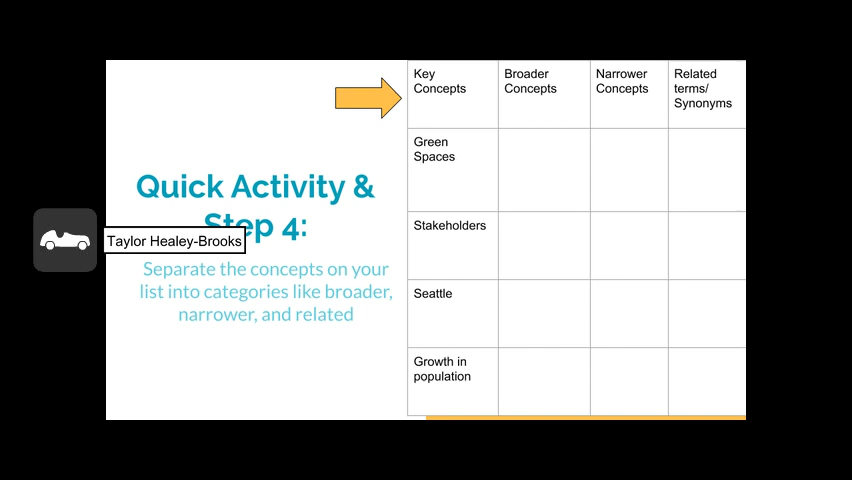 Quick Activity &
Step 4:
Taylor Healey-Brooks
Separate the concepts on your
list into categories like broader,
narrower, and related
Key
Concepts
Broader
Concepts
Narrower
Concepts
Related
terms/
Synonyms
Green
Spaces
Stakeholders
Seattle
Growth in
population